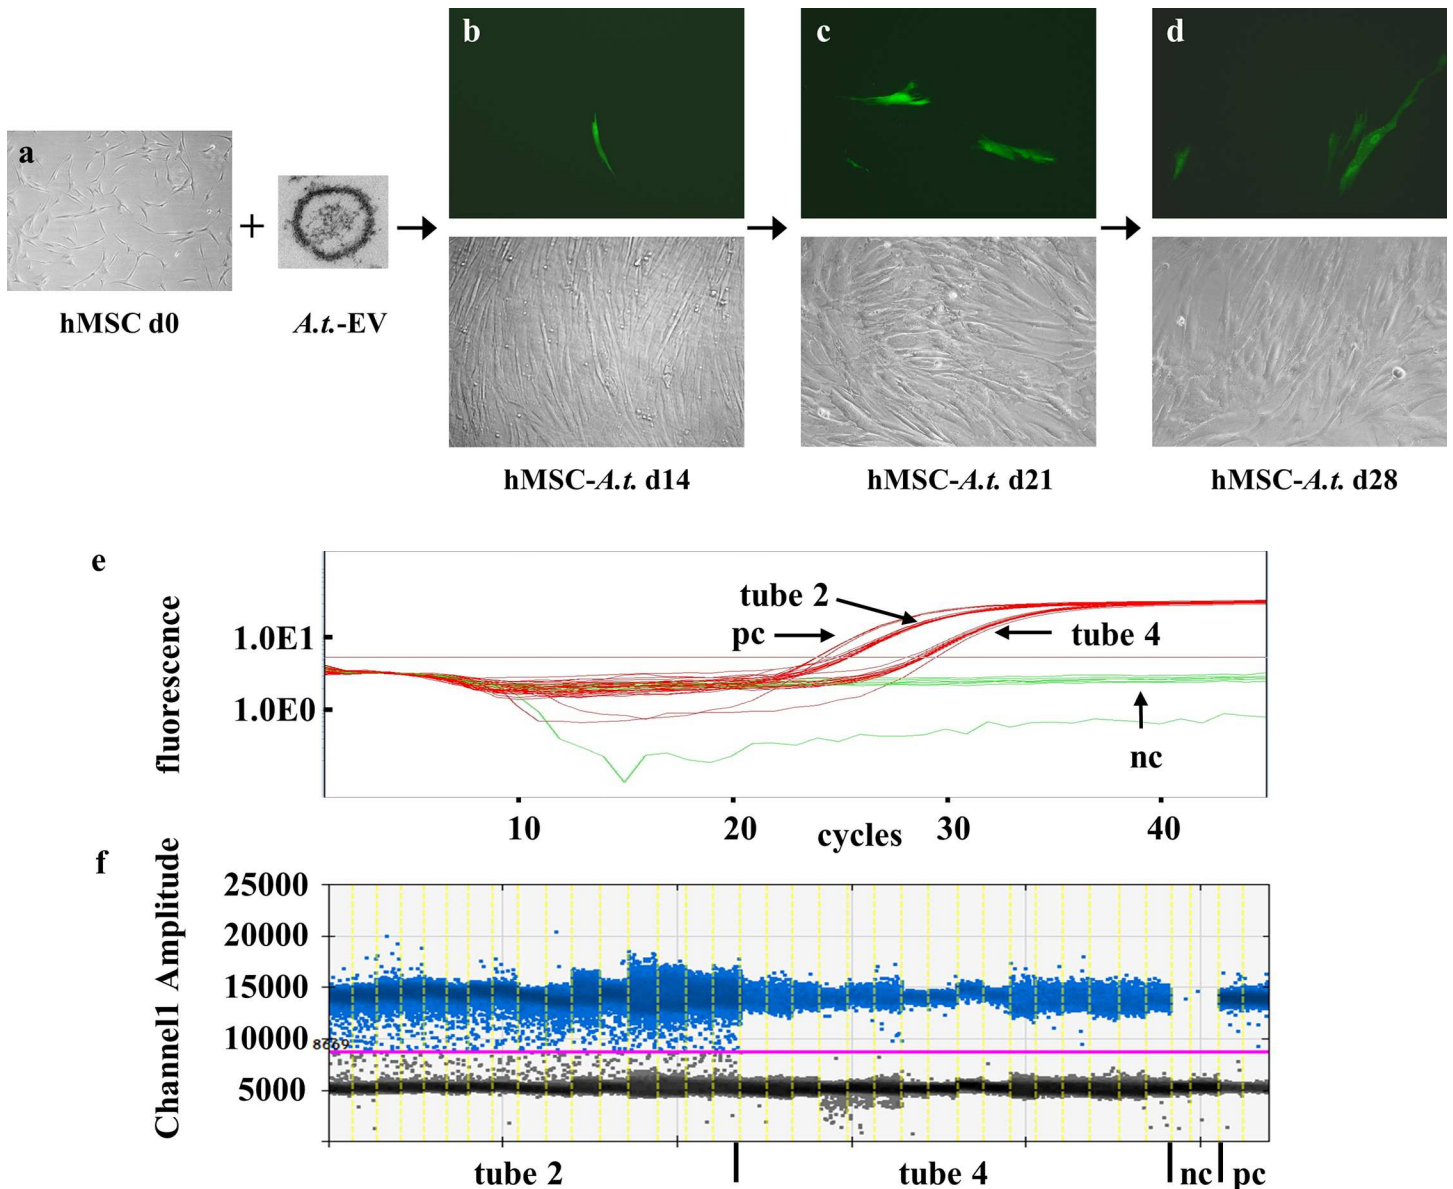 a
b
c
d
hMSC d0
+
A.t.-EV
hMSC-A.t. d14
hMSC-A.t. d21
hMSC-A.t. d28
e
fluorescence
1.0E1
1.0E0
tube 2
pc
tube 4
nc
10
20
30
40
cycles
f
Channel1 Amplitude
25000
20000
15000
10000
8669
5000
tube 2
tube 4
nc
pc